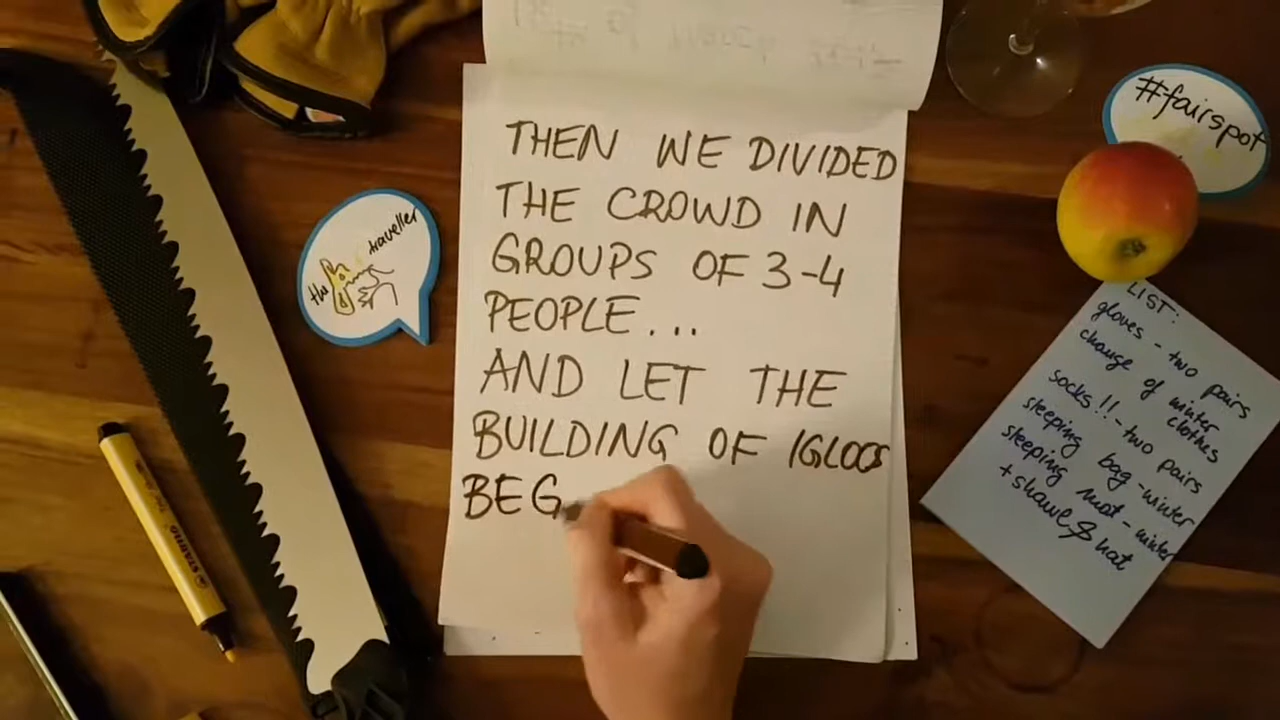 THEN WE DIVIDED
THE CROWD IN
GROUPS OF 3-4
PEOPLE...
AND LET THE
BUILDING OF IGLOOS
BEG
the traveller
#fairspot
LIST:
gloves - two pairs
change of winter clothes
socks!! - two pairs
sleeping bag - winter
sleeping mat - winter
+ shawl & hat
STABILO